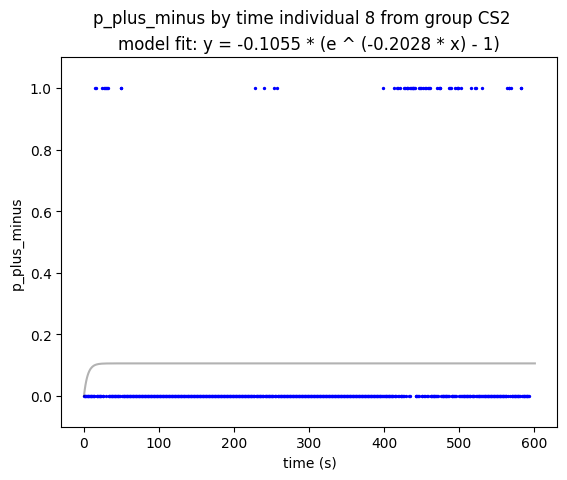 p_plus_minus by time individual 8 from group CS2
model fit: y = -0.1055 * (e ^ (-0.2028 * x) - 1)
1.0
0.8
0.6
0.4
0.2
0.0
p_plus_minus
0 100 200 300 400 500 600
time (s)